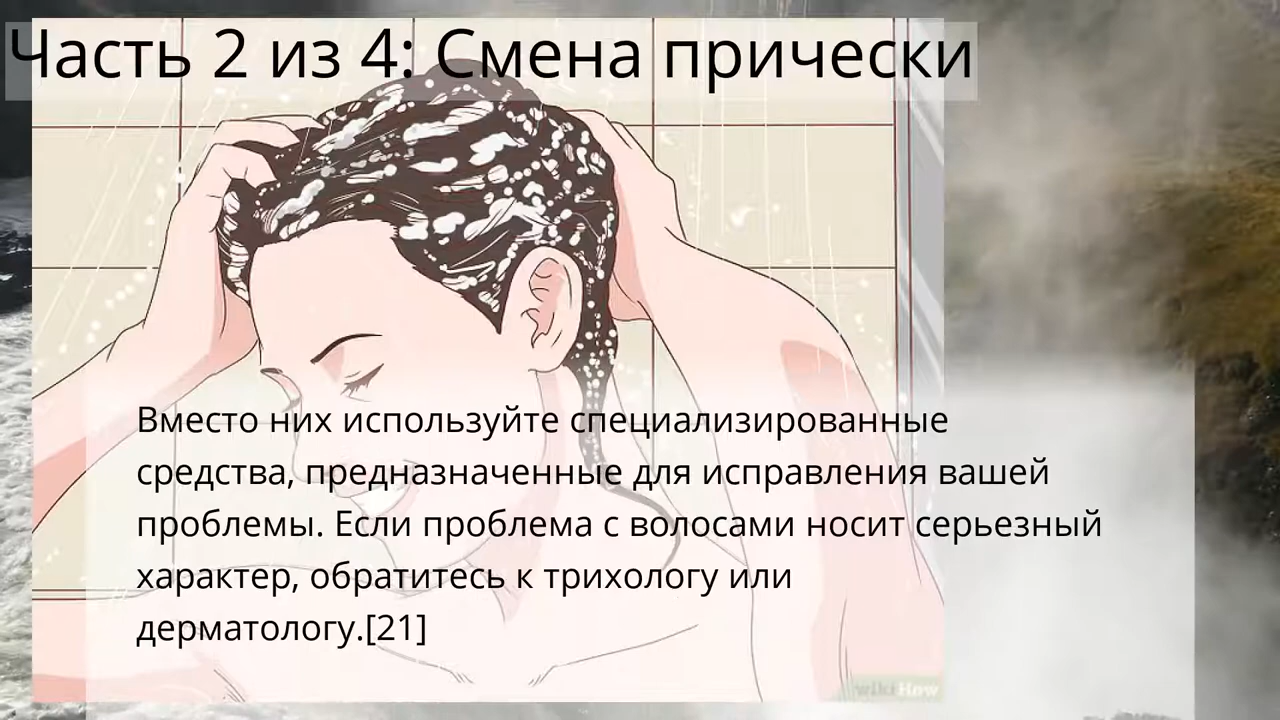 Часть 2 из 4: Смена прически
Вместо них используйте специализированные
средства, предназначенные для исправления вашей
проблемы. Если проблема с волосами носит серьезный
характер, обратитесь к трихологу или
дерматологу.[21]
wikiHow